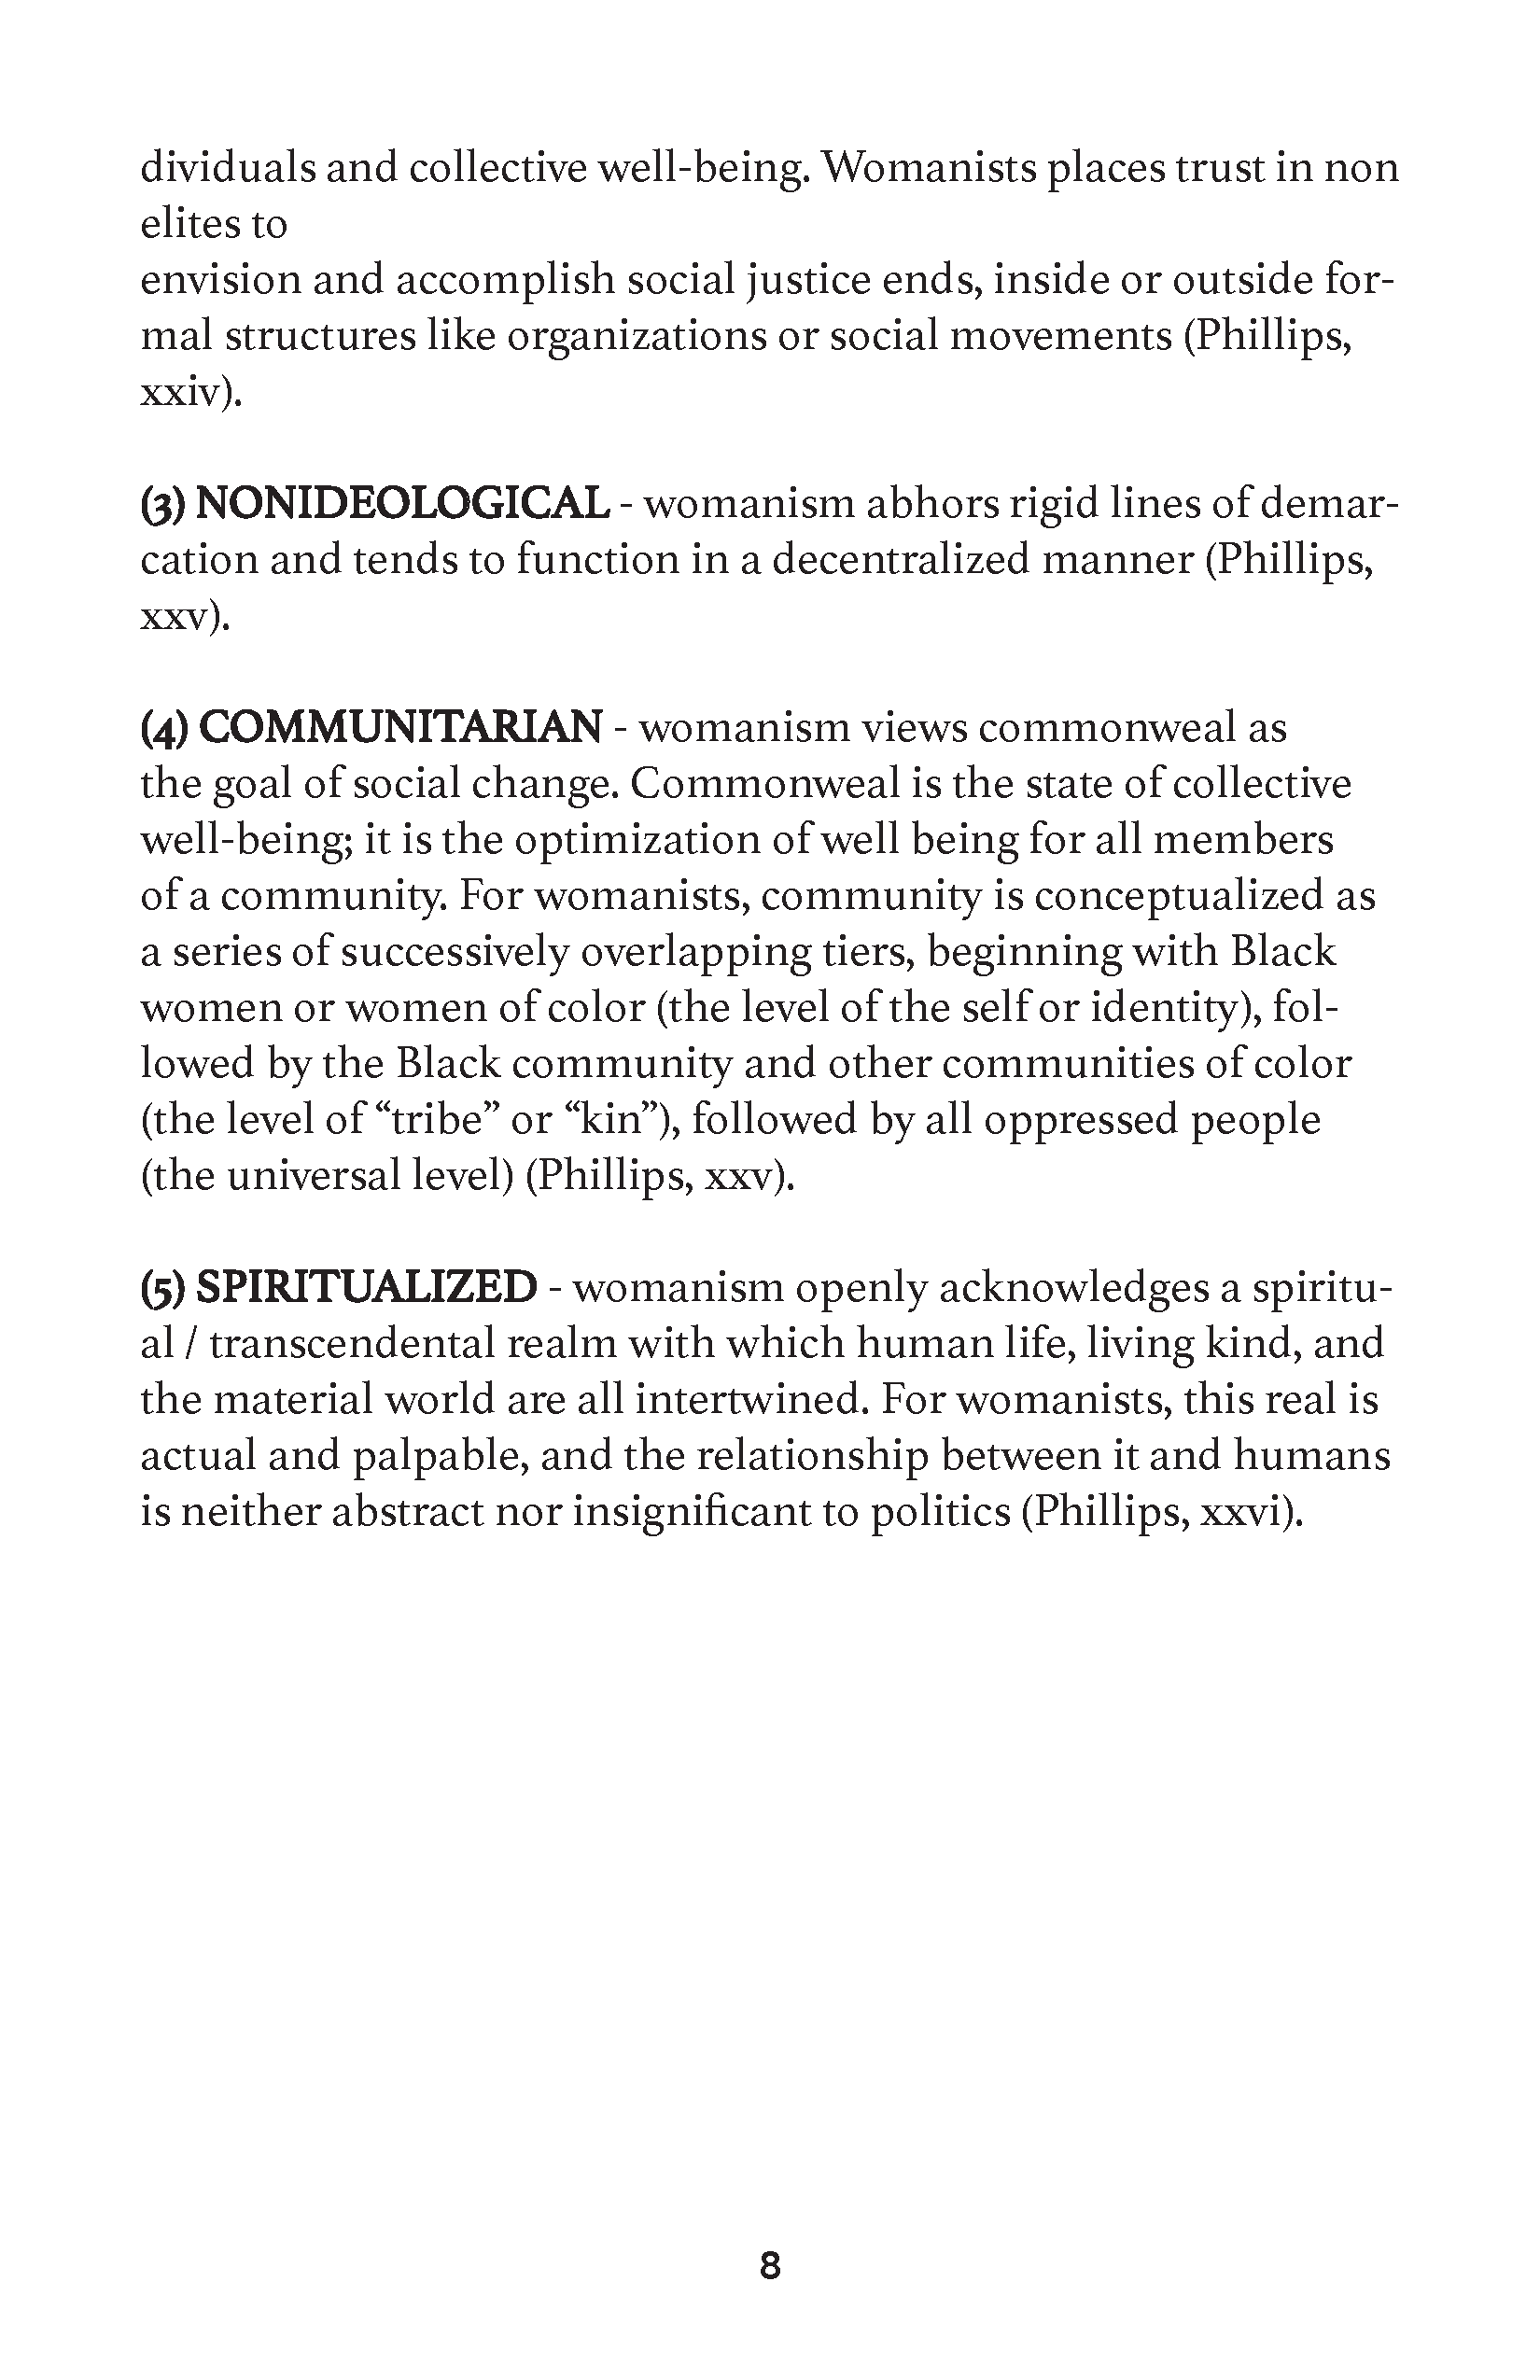 dividuals and collective well-being. Womanists places trust in non
elites to
envision and accomplish social justice ends, inside or outside for-
mal structures like organizations or social movements (Phillips,
xxiv).
(3) NONIDEOLOGICAL - womanism abhors rigid lines of demar-
cation and tends to function in a decentralized manner (Phillips,
xxv).
(4) COMMUNITARIAN - womanism views commonweal as
the goal of social change. Commonweal is the state of collective
well-being; it is the optimization of well being for all members
of a community. For womanists, community is conceptualized as
a series of successively overlapping tiers, beginning with Black
women or women of color (the level of the self or identity), fol-
lowed by the Black community and other communities of color
(the level of “tribe” or “kin”), followed by all oppressed people
(the universal level) (Phillips, xxv).
(5) SPIRITUALIZED - womanism openly acknowledges a spiritu-
al / transcendental realm with which human life, living kind, and
the material world are all intertwined. For womanists, this real is
actual and palpable, and the relationship between it and humans
is neither abstract nor insignificant to politics (Phillips, xxvi).
8